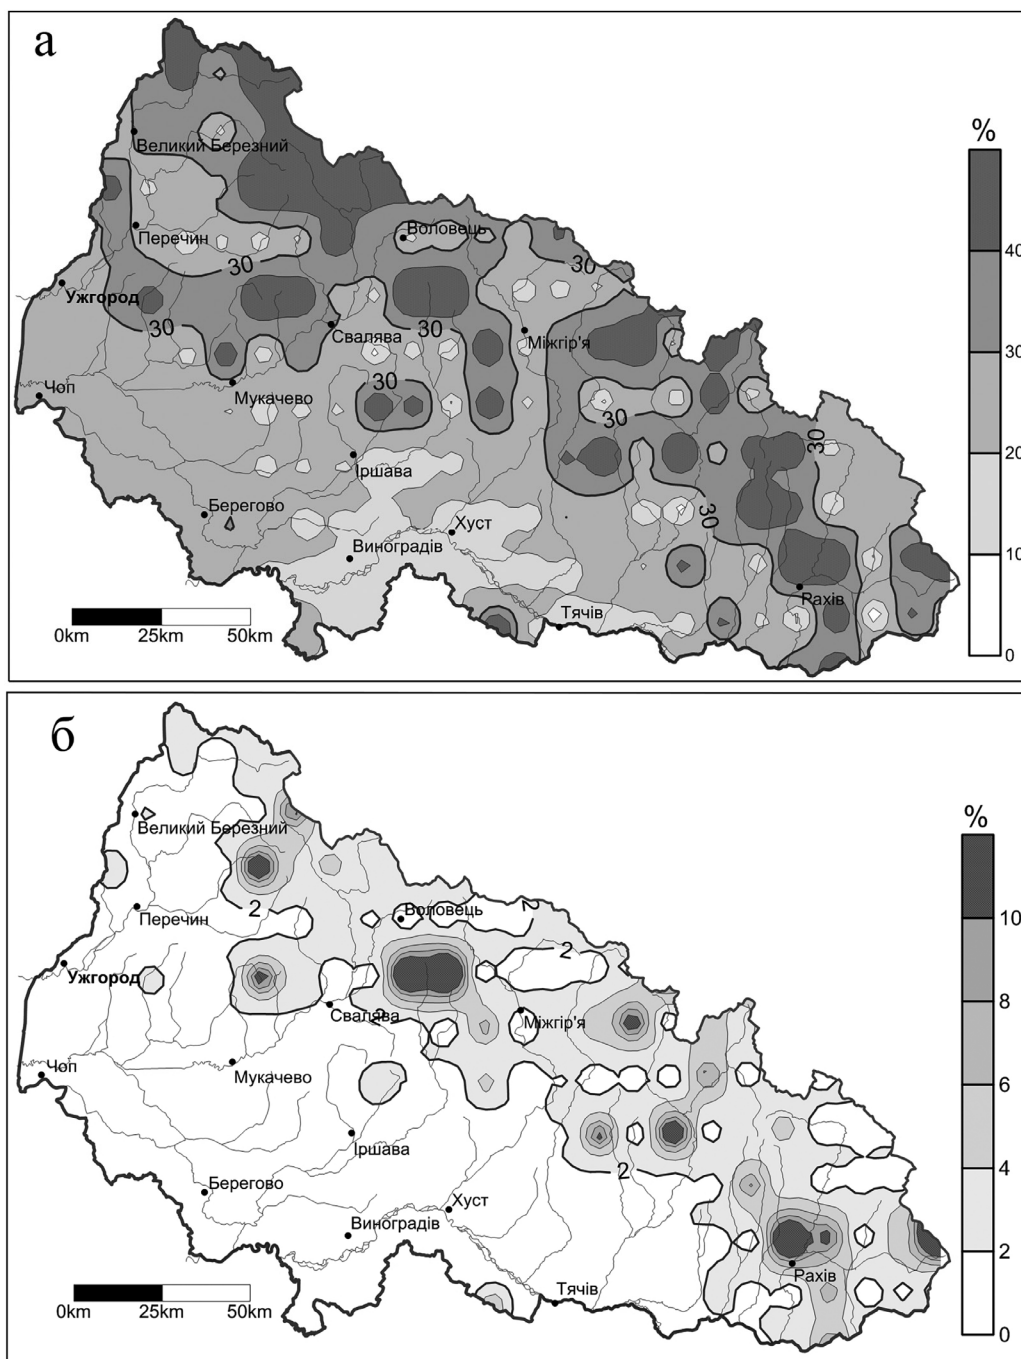 а
%
Великий Березний
Воловець
Перечин
30
30
40
Ужгород
30
30
Свалява
Міжгір'я
30
Чоп
Мукачево
30
30
30
20
Іршава
Берегово
30
Хуст
Виноградів
10
Рахів
Тячів
0km
25km
50km
0
б
%
Великий Березний
2
Воловець
2
10
Перечин
2
Ужгород
8
Свалява
2
Міжгір'я
Чоп
Мукачево
6
Іршава
4
2
Берегово
Хуст
Виноградів
2
Рахів
Тячів
0km
25km
50km
0